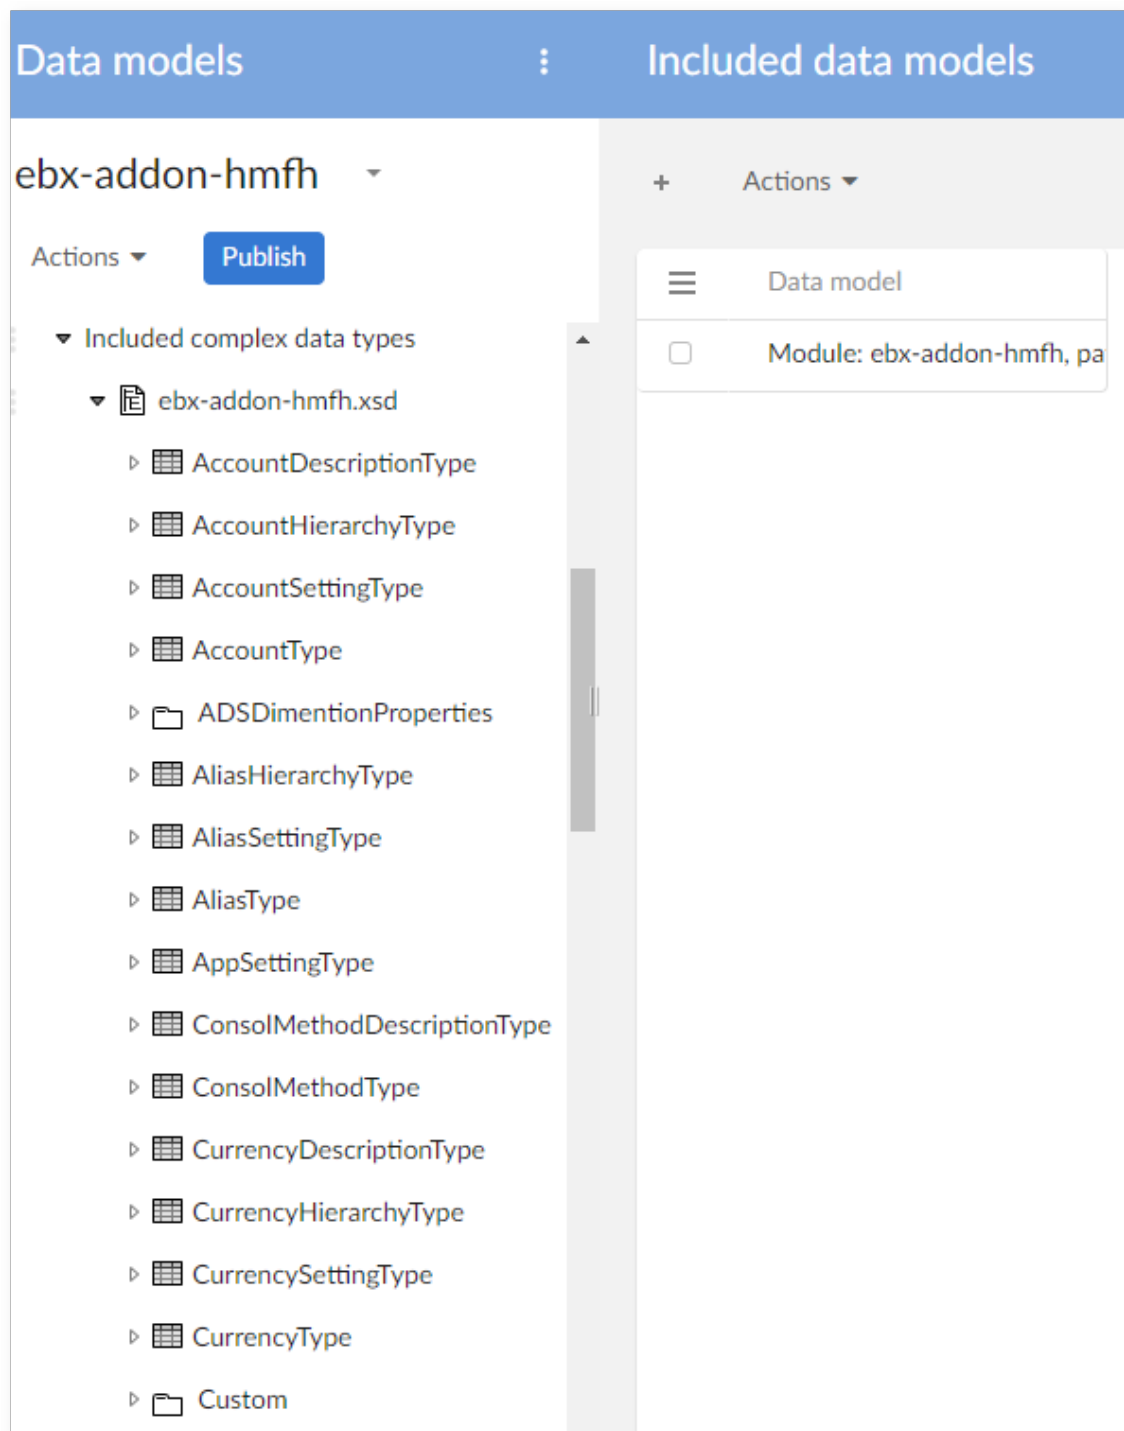 Data models
Included data models
ebx-addon-hmfh
Actions
Actions
Publish
Data model
Included complex data types
Module: ebx-addon-hmfh, pa
ebx-addon-hmfh.xsd
AccountDescriptionType
AccountHierarchyType
AccountSettingType
AccountType
ADSDimentionProperties
AliasHierarchyType
AliasSettingType
AliasType
AppSettingType
ConsolMethodDescriptionType
ConsolMethodType
CurrencyDescriptionType
CurrencyHierarchyType
CurrencySettingType
CurrencyType
Custom